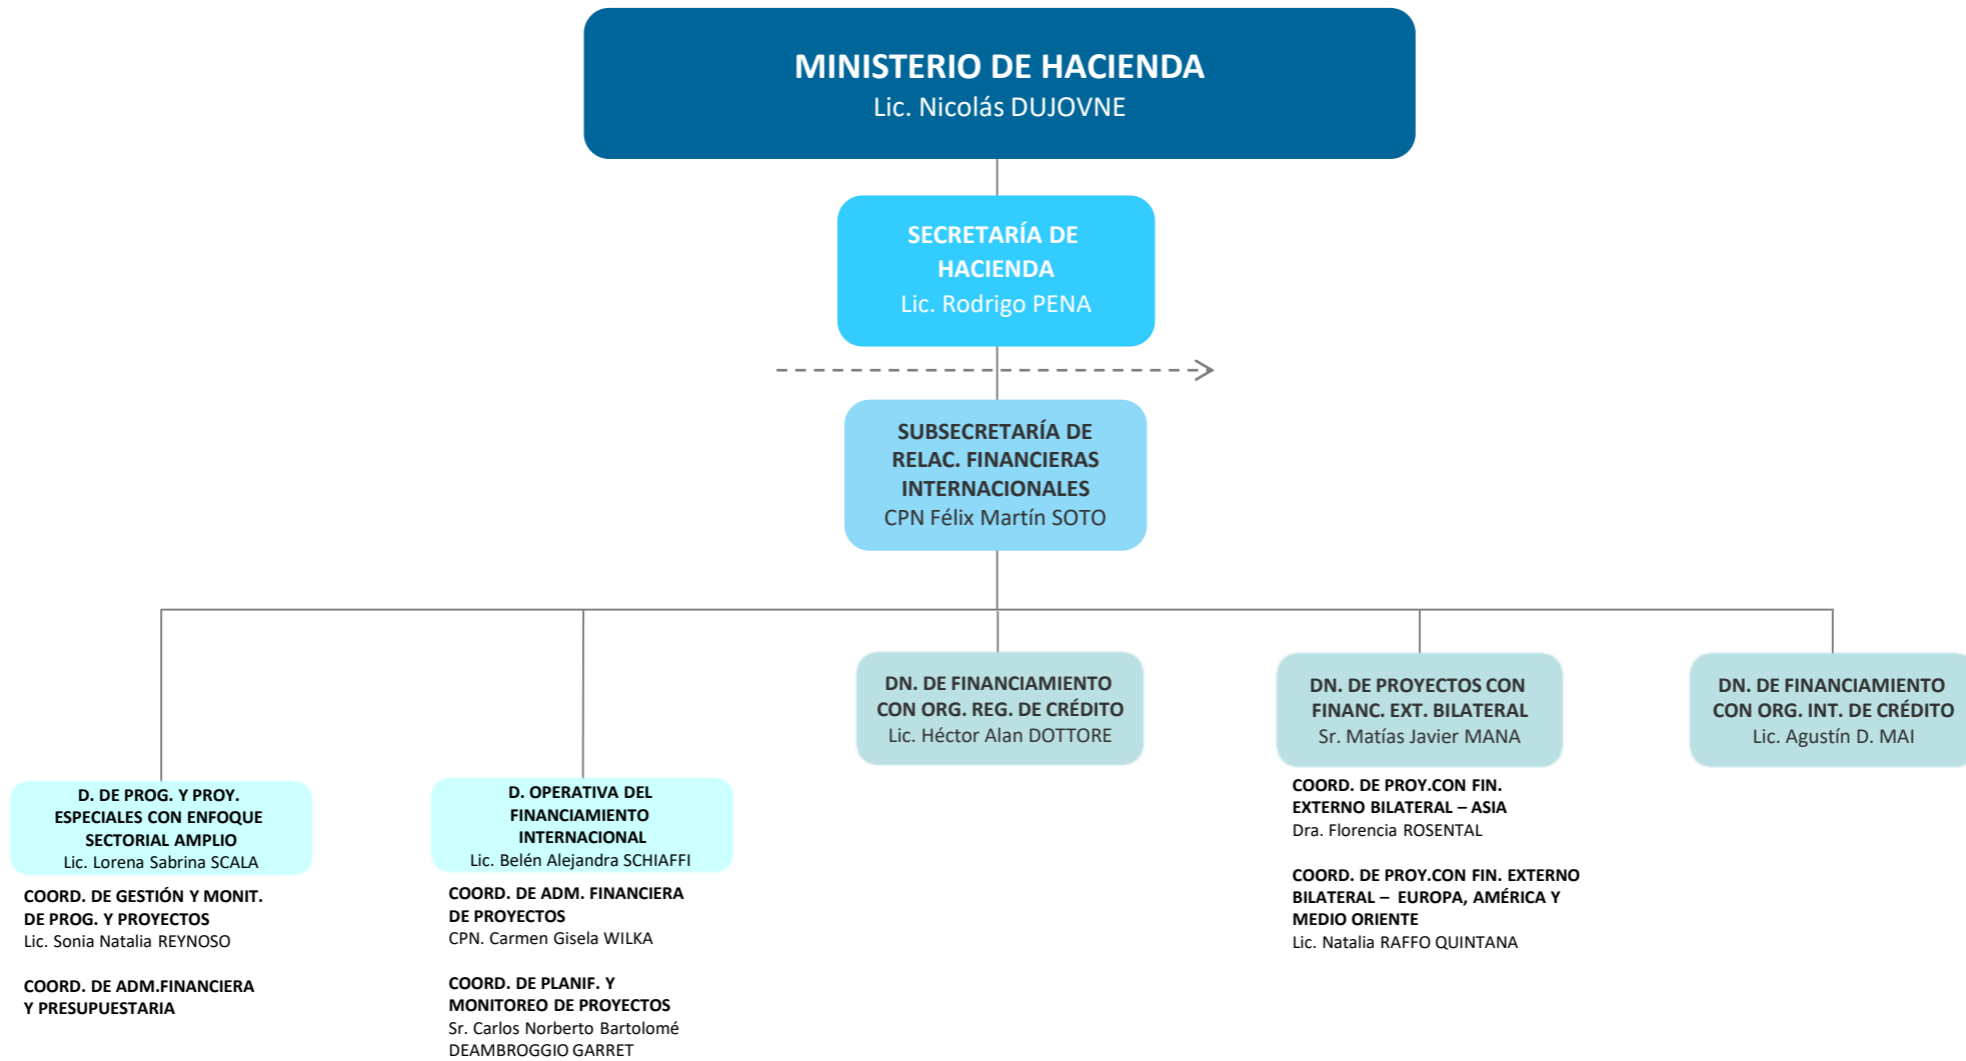 MINISTERIO DE HACIENDA
Lic. Nicolás DUJOVNE
SECRETARÍA DE
HACIENDA
Lic. Rodrigo PENA
SUBSECRETARÍA DE
RELAC. FINANCIERAS
INTERNACIONALES
CPN Félix Martín SOTO
D. DE PROG. Y PROY.
ESPECIALES CON ENFOQUE
SECTORIAL AMPLIO
Lic. Lorena Sabrina SCALA
COORD. DE GESTIÓN Y MONIT.
DE PROG. Y PROYECTOS
Lic. Sonia Natalia REYNOSO
COORD. DE ADM.FINANCIERA
Y PRESUPUESTARIA
D. OPERATIVA DEL
FINANCIAMIENTO
INTERNACIONAL
Lic. Belén Alejandra SCHIAFFI
COORD. DE ADM. FINANCIERA
DE PROYECTOS
CPN. Carmen Gisela WILKA
COORD. DE PLANIF. Y
MONITOREO DE PROYECTOS
Sr. Carlos Norberto Bartolomé
DEAMBROGGIO GARRET
DN. DE FINANCIAMIENTO
CON ORG. REG. DE CRÉDITO
Lic. Héctor Alan DOTTORE
DN. DE PROYECTOS CON
FINANC. EXT. BILATERAL
Sr. Matías Javier MANA
COORD. DE PROY.CON FIN.
EXTERNO BILATERAL – ASIA
Dra. Florencia ROSENTAL
COORD. DE PROY.CON FIN. EXTERNO
BILATERAL – EUROPA, AMÉRICA Y
MEDIO ORIENTE
Lic. Natalia RAFFO QUINTANA
DN. DE FINANCIAMIENTO
CON ORG. INT. DE CRÉDITO
Lic. Agustín D. MAI